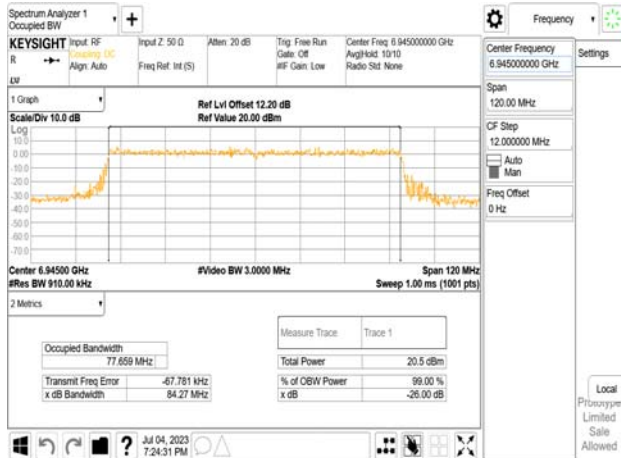 Spectrum Analyzer 1
Occupied BW
Frequency
KEYSIGHT
Input: RF
Coupling: DC
Align: Auto
Input Z: 50 Ω
Freq Ref: Int (S)
Atten: 20 dB
Trig: Free Run
Gate: Off
#IF Gain: Low
Center Freq: 6.945000000 GHz
Avg|Hold: 10/10
Radio Std: None
R
LVI
Center Frequency
6.945000000 GHz
Settings
Span
120.00 MHz
CF Step
12.000000 MHz
Auto
Man
Freq Offset
0 Hz
1 Graph
Scale/Div 10.0 dB
Ref Lvl Offset 12.20 dB
Ref Value 20.00 dBm
Log
10.0
0.00
-10.0
-20.0
-30.0
-40.0
-50.0
-60.0
-70.0
Center 6.94500 GHz
#Res BW 910.00 kHz
#Video BW 3.0000 MHz
Span 120 MHz
Sweep 1.00 ms (1001 pts)
2 Metrics
Measure Trace
Trace 1
Occupied Bandwidth
77.659 MHz
Total Power
20.5 dBm
Transmit Freq Error
-67.781 kHz
% of OBW Power
99.00 %
x dB Bandwidth
84.27 MHz
x dB
-26.00 dB
Local
Prototype
Limited
Sale
Allowed
?
Jul 04, 2023
7:24:31 PM